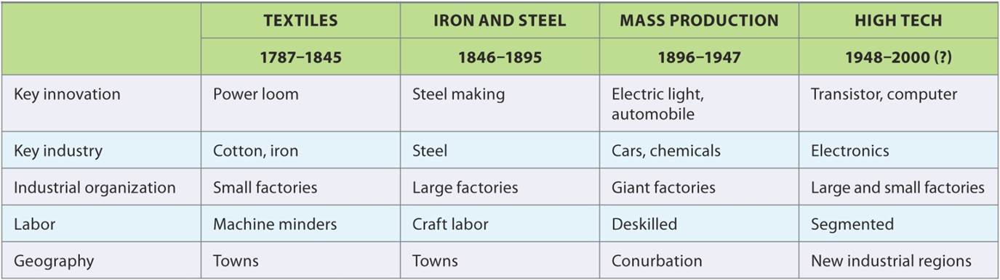 TEXTILES IRON AND STEEL MASS PRODUCTION HIGH TECH
1787–1845 1846–1895 1896–1947 1948–2000 (?)
Key innovation Power loom Steel making Electric light, Transistor, computer
automobile
Key industry Cotton, iron Steel Cars, chemicals Electronics
Industrial organization Small factories Large factories Giant factories Large and small factories
Labor Machine minders Craft labor Deskilled Segmented
Geography Towns Towns Conurbation New industrial regions